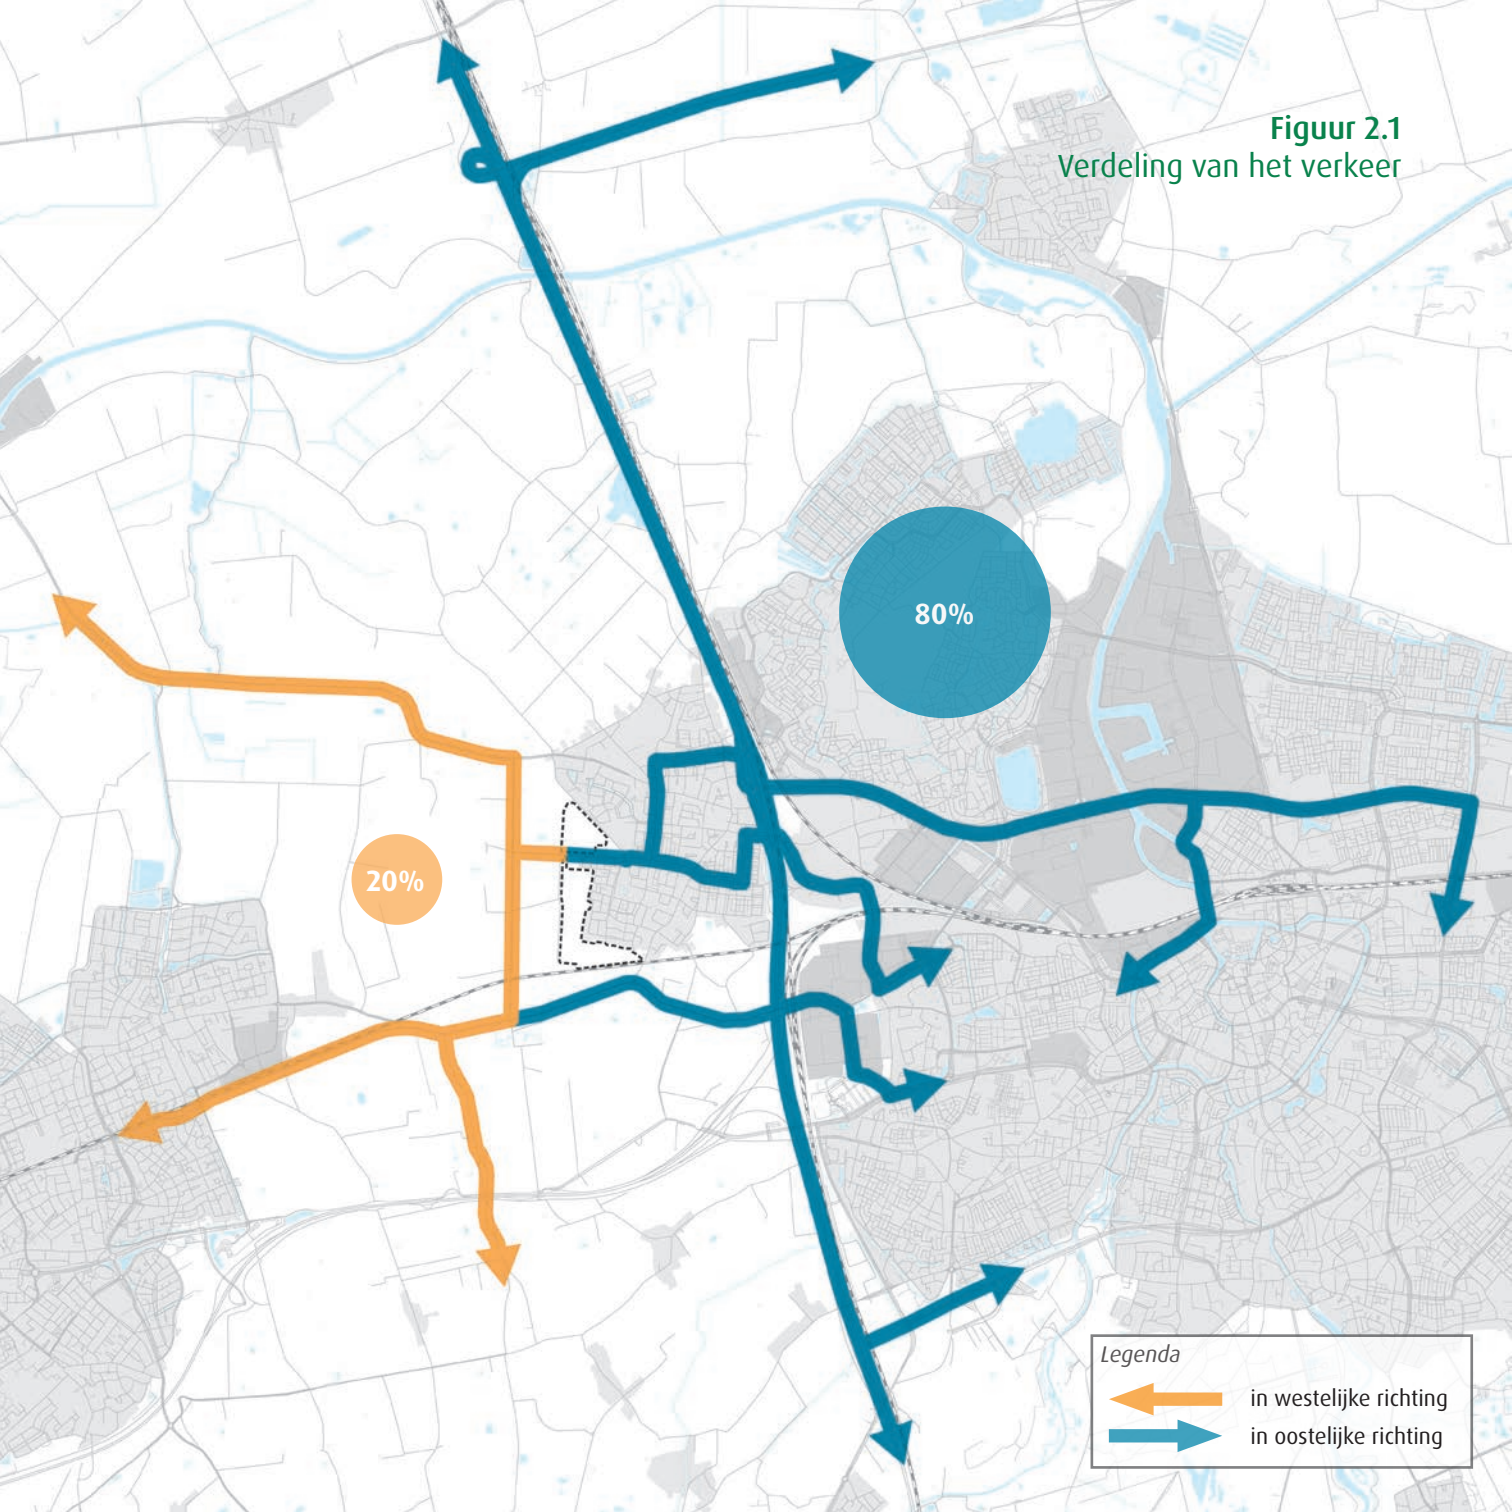 Figuur 2.1
Verdeling van het verkeer
80%
20%
Legenda
in westelijke richting
in oostelijke richting